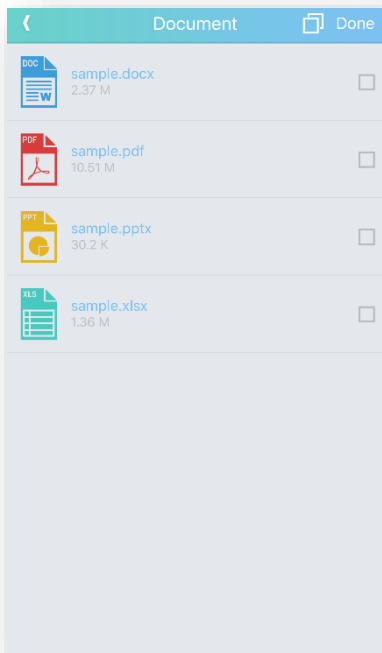 Document
Done
DOC
W
sample.docx
2.37 M
PDF
sample.pdf
10.51 M
PPT
sample.pptx
30.2 K
XLS
sample.xlsx
1.36 M